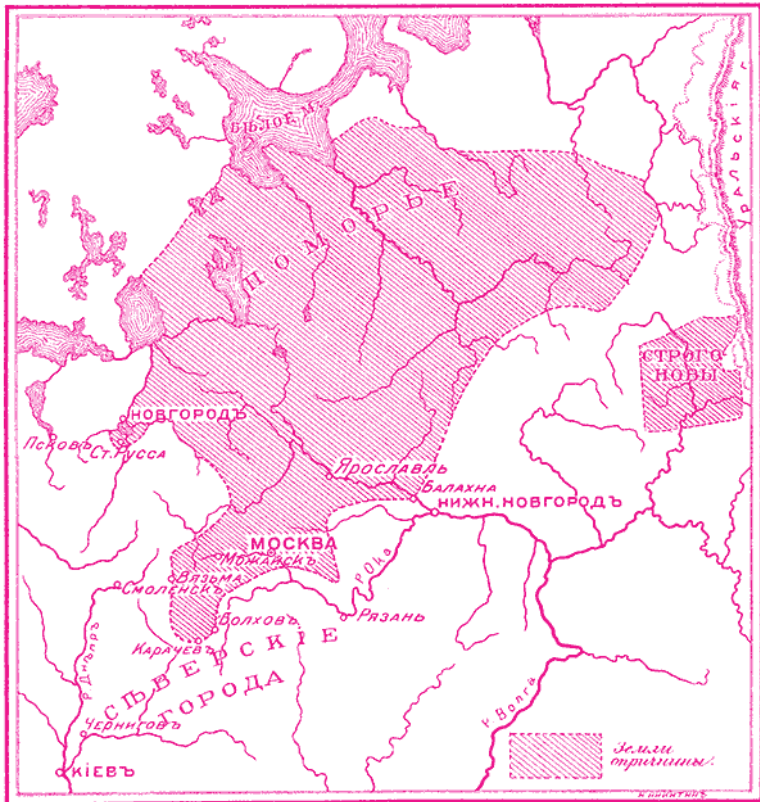 БѢЛОЕ М.
УРАЛЬСКІЯ Г.
ПОМОРЬЕ
СТРОГО-
НОВЫ
НОВГОРОДЪ
ПСКОВЪ
СТ. РУССА
ЯРОСЛАВЛЬ
БАЛАХНА
НИЖН. НОВГОРОДЪ
МОСКВА
МОЖАЙСКЪ
ВЯЗЬМА
СМОЛЕНСКЪ
Р. Ока
БОЛХОВЪ
РЯЗАНЬ
КАРАЧЕВЪ
СѢВЕРСКІЕ
ГОРОДА
Р. Днѣпръ
ЧЕРНИГОВЪ
КІЕВЪ
р. Волга
Земли
опричнины.